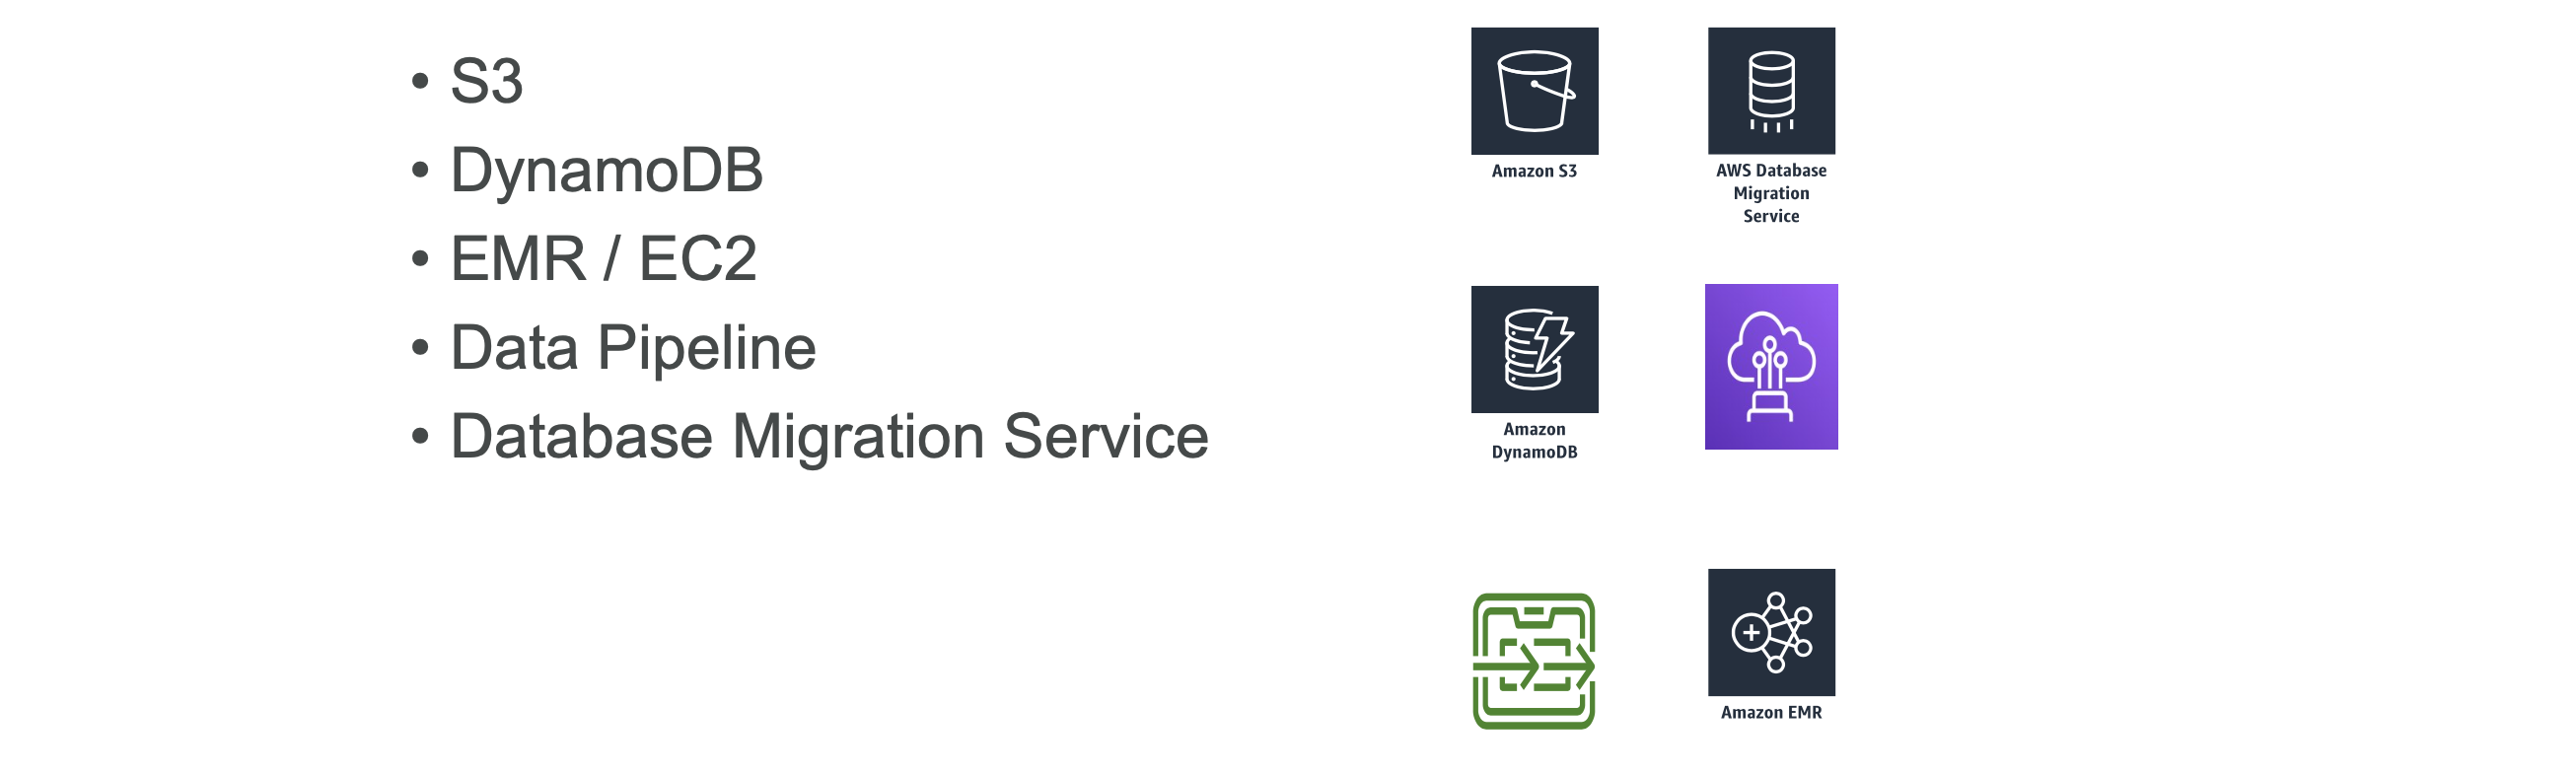 • S3
• DynamoDB
• EMR / EC2
• Data Pipeline
• Database Migration Service
Amazon S3
AWS Database
Migration
Service
Amazon
DynamoDB
Amazon EMR